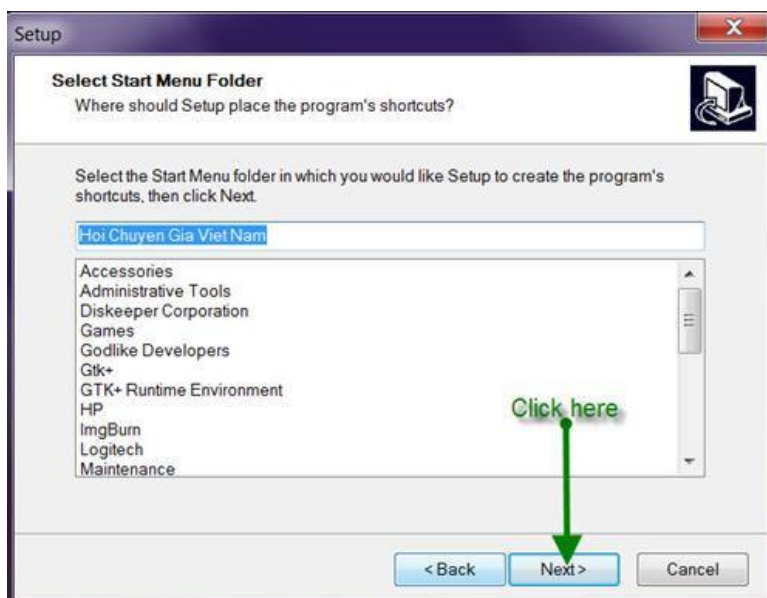 Setup
Select Start Menu Folder
Where should Setup place the program's shortcuts?
Select the Start Menu folder in which you would like Setup to create the program's
shortcuts, then click Next.
Hoi Chuyen Gia Viet Nam
Accessories
Administrative Tools
Diskeeper Corporation
Games
Godlike Developers
Gtk+
GTK+ Runtime Environment
HP
ImgBurn
Logitech
Maintenance
Click here
< Back
Next >
Cancel